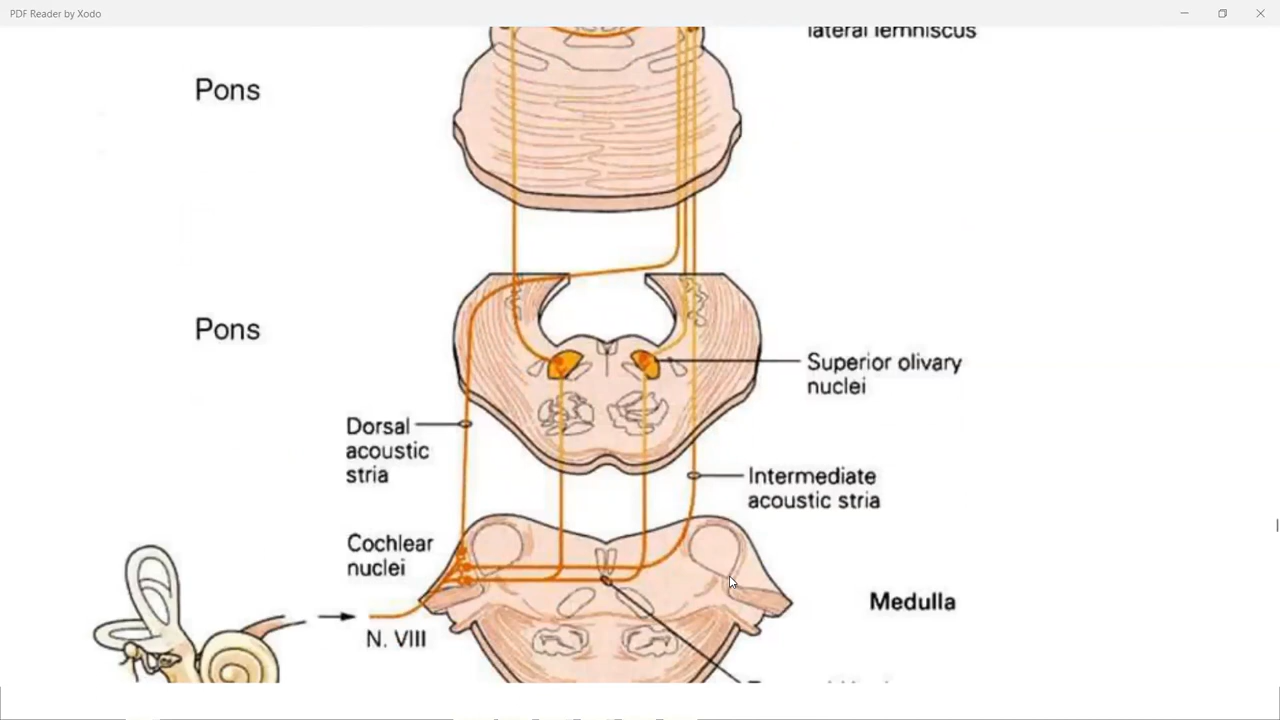 PDF Reader by Xodo
lateral lemniscus
Pons
Pons
Superior olivary
nuclei
Dorsal
acoustic
stria
Intermediate
acoustic stria
Cochlear
nuclei
Medulla
N. VIII